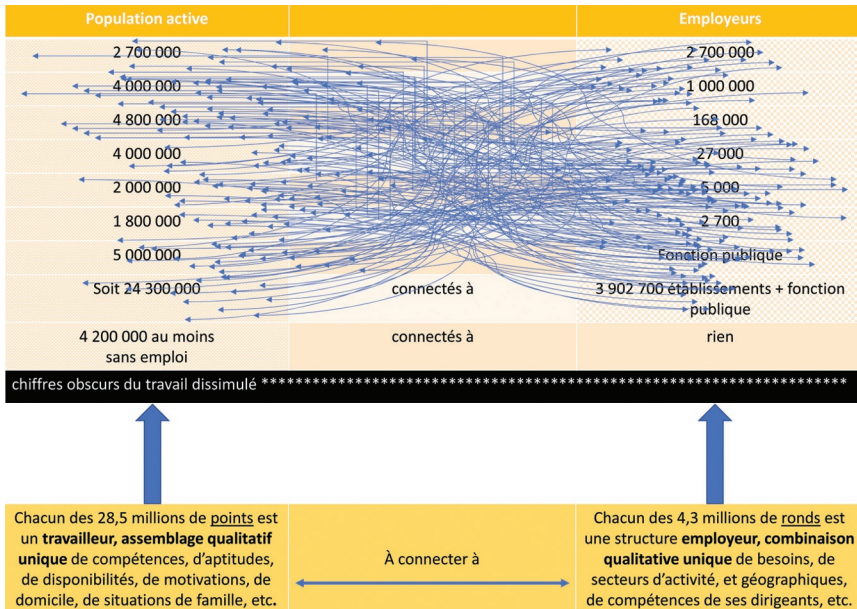 Population active
Employeurs
2 700 000
2 700 000
4 000 000
1 000 000
4 800 000
168 000
4 000 000
27 000
2 000 000
5 000
1 800 000
2 700
5 000 000
Fonction publique
Soit 24 300 000
connectés à
3 902 700 établissements + fonction
publique
4 200 000 au moins
sans emploi
connectés à
rien
chiffres obscurs du travail dissimulé ********************************************************************************
Chacun des 28,5 millions de points est
un travailleur, assemblage qualitatif
unique de compétences, d’aptitudes,
de disponibilités, de motivations, de
domicile, de situations de famille, etc.
À connecter à
Chacun des 4,3 millions de ronds est
une structure employeur, combinaison
qualitative unique de besoins, de
secteurs d’activité, et géographiques,
de compétences de ses dirigeants, etc.